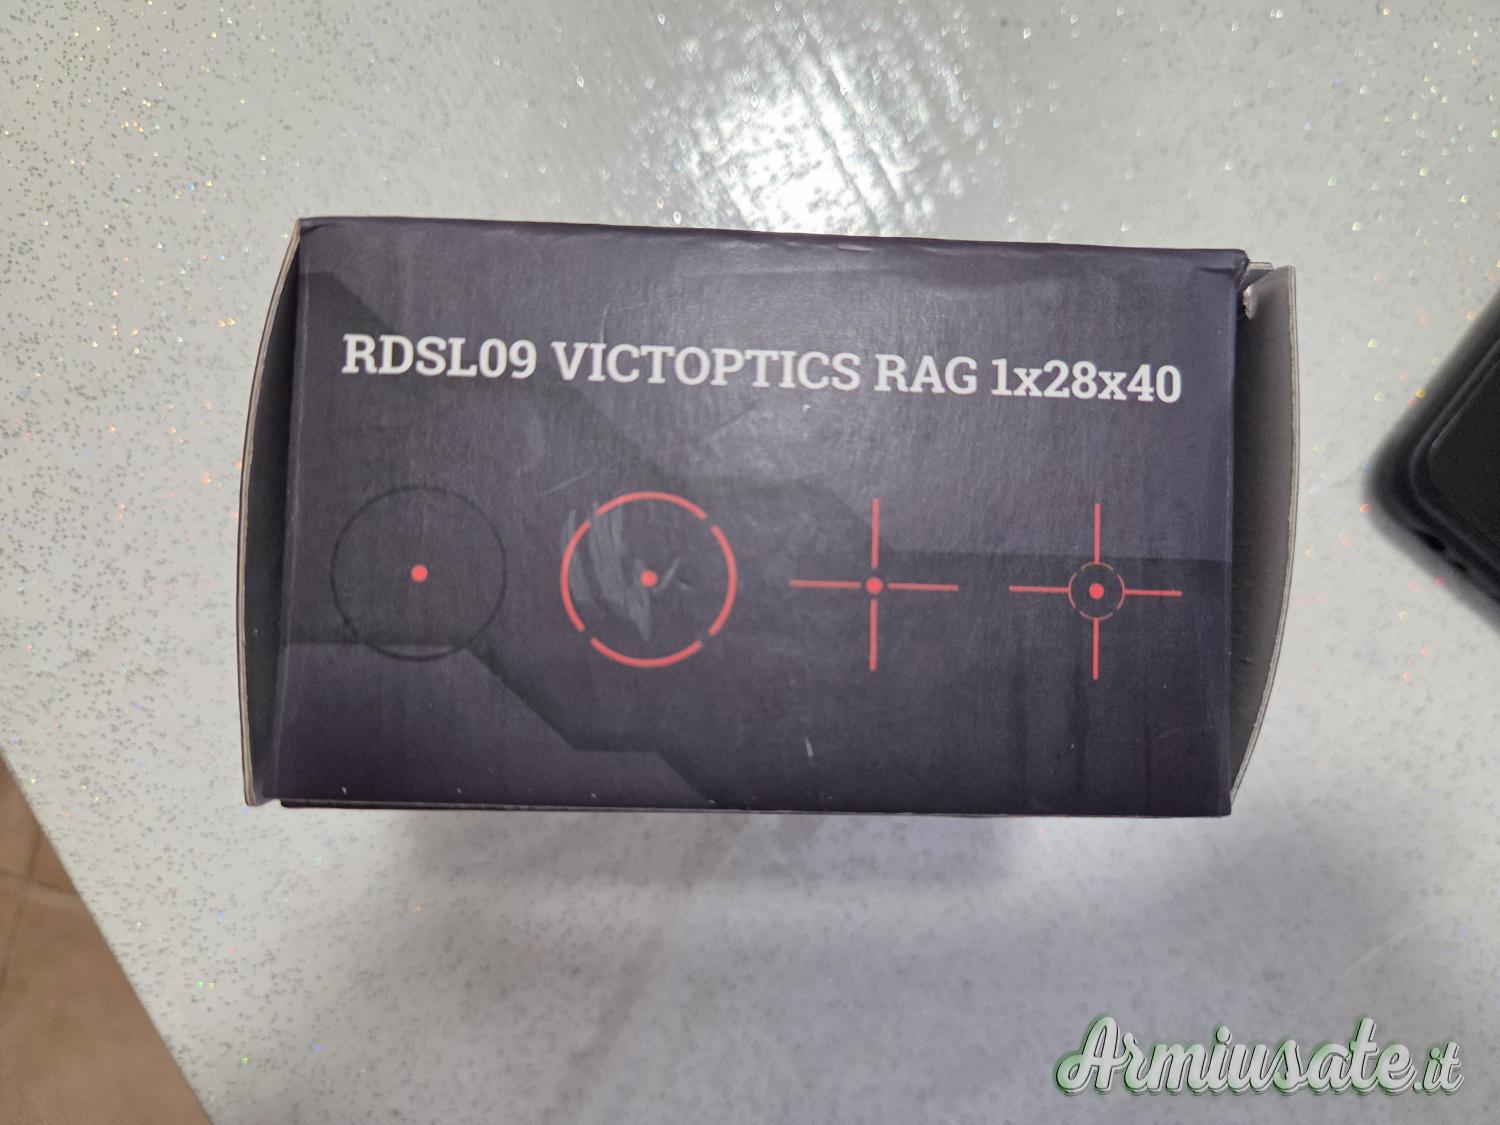 RDSL09 VICTOPTICS RAG 1x28x40
Armiusate.it